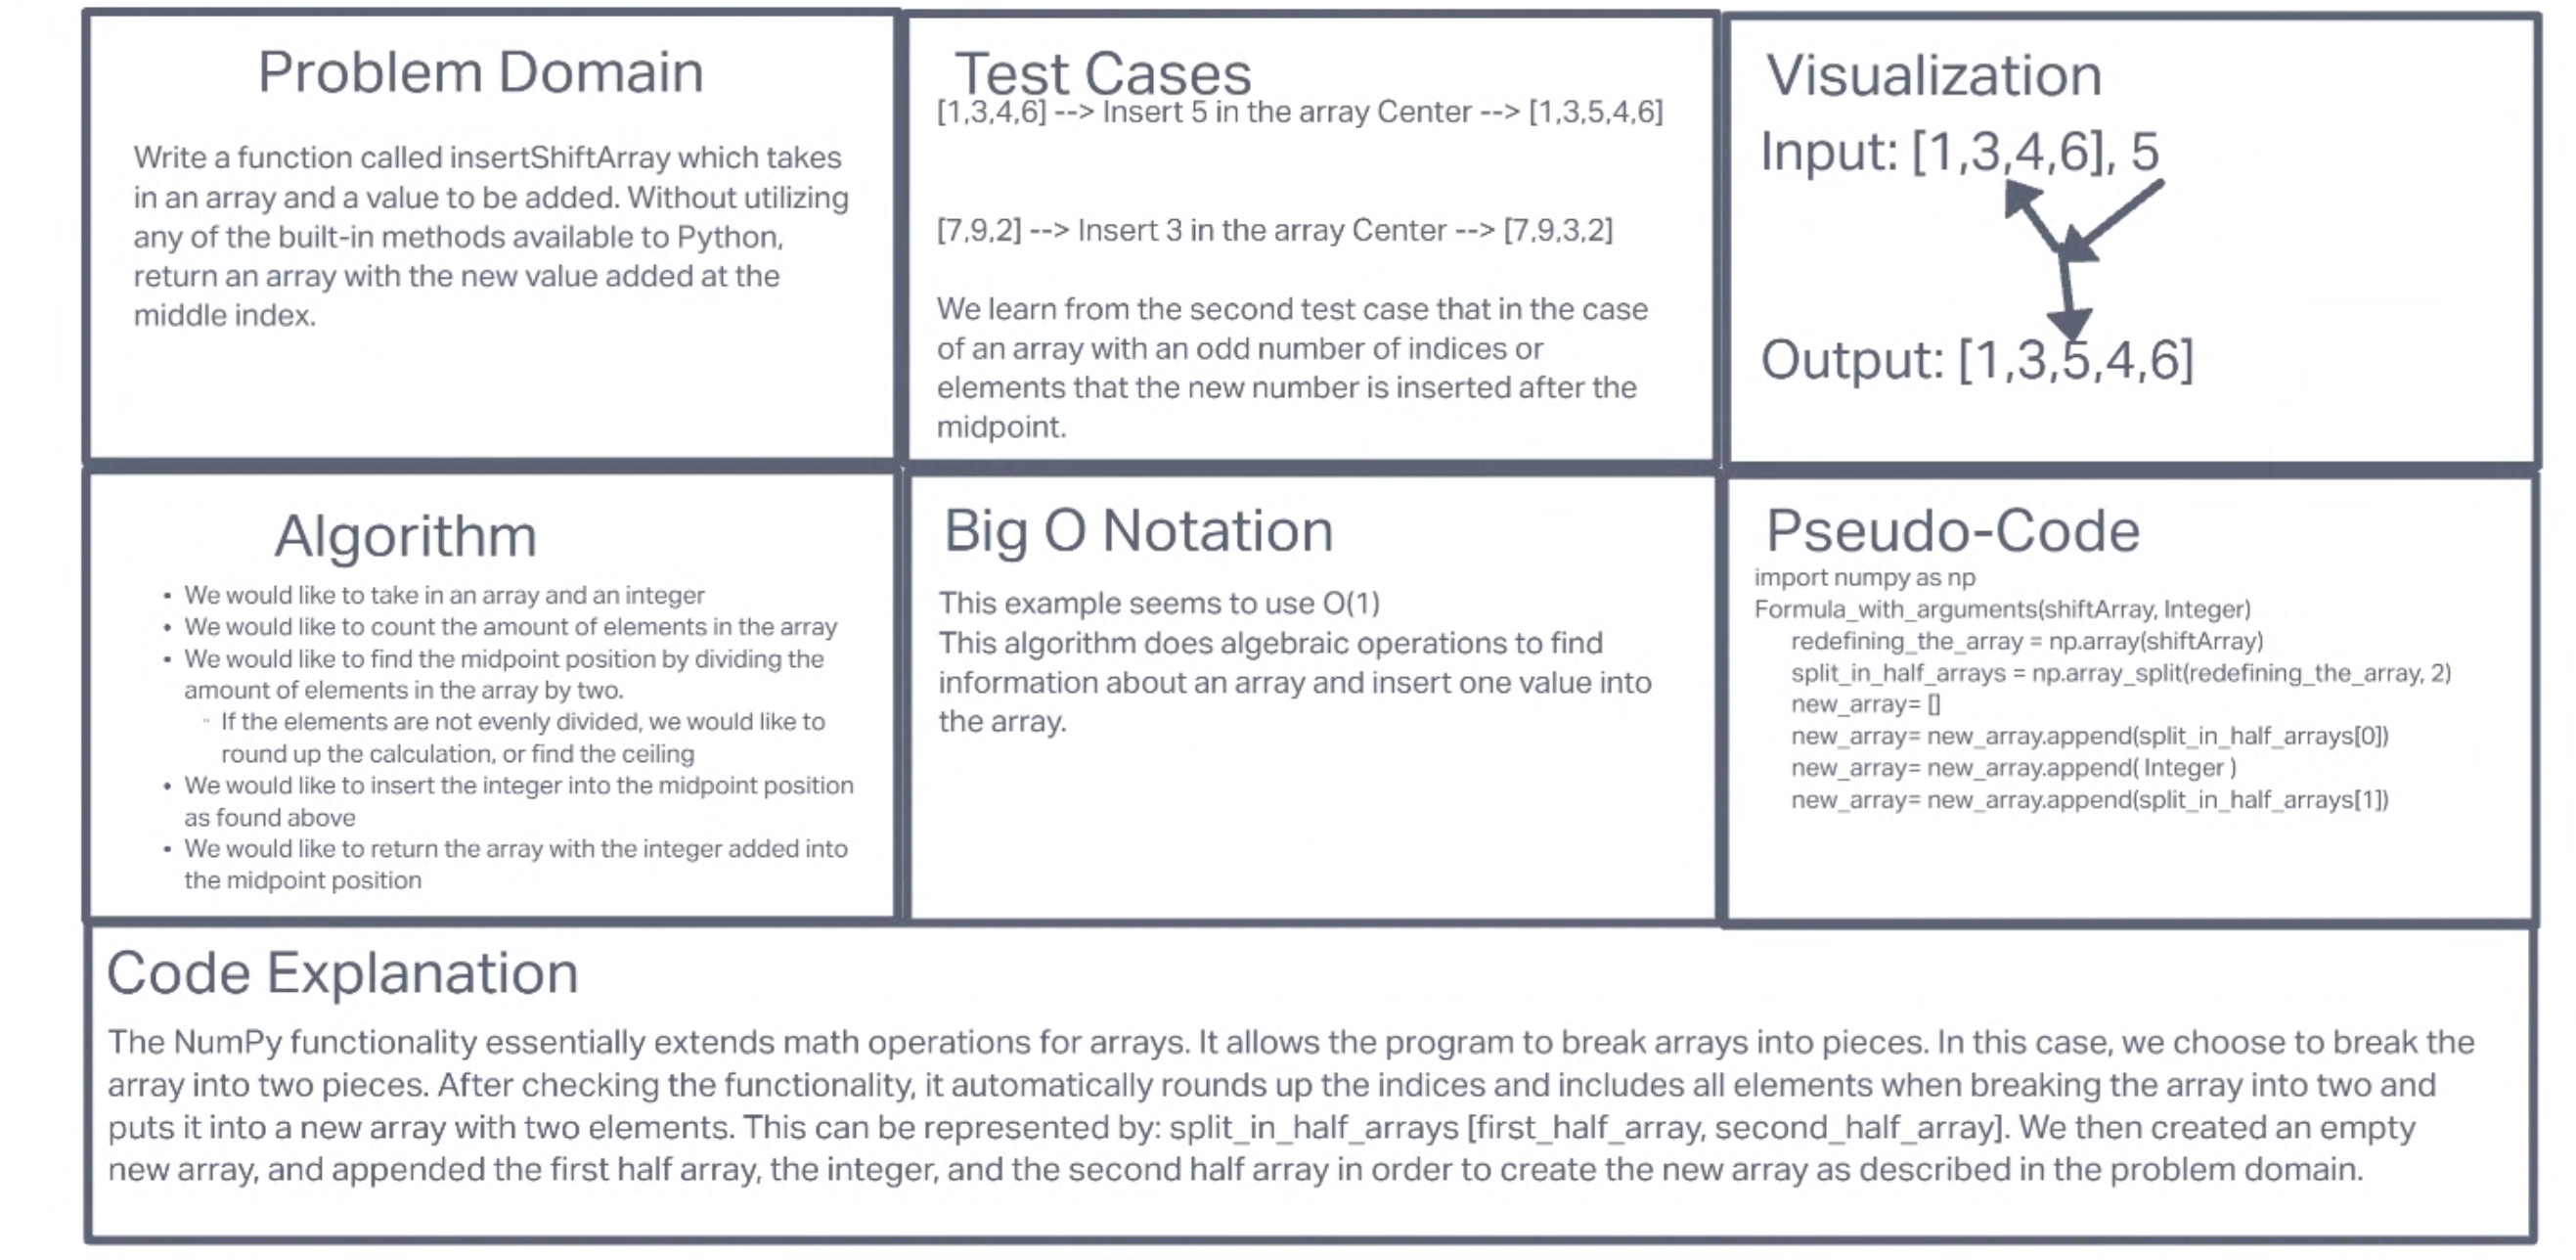 Problem Domain
Write a function called insertShiftArray which takes
in an array and a value to be added. Without utilizing
any of the built-in methods available to Python,
return an array with the new value added at the
middle index.
Test Cases
[1,3,4,6] --> Insert 5 in the array Center --> [1,3,5,4,6]
[7,9,2] --> Insert 3 in the array Center --> [7,9,3,2]
We learn from the second test case that in the case
of an array with an odd number of indices or
elements that the new number is inserted after the
midpoint.
Visualization
Input: [1,3,4,6], 5
Output: [1,3,5,4,6]
Algorithm
• We would like to take in an array and an integer
• We would like to count the amount of elements in the array
• We would like to find the midpoint position by dividing the
amount of elements in the array by two.
◦ If the elements are not evenly divided, we would like to
round up the calculation, or find the ceiling
• We would like to insert the integer into the midpoint position
as found above
• We would like to return the array with the integer added into
the midpoint position
Big O Notation
This example seems to use O(1)
This algorithm does algebraic operations to find
information about an array and insert one value into
the array.
Pseudo-Code
import numpy as np
Formula_with_arguments(shiftArray, Integer)
redefining_the_array = np.array(shiftArray)
split_in_half_arrays = np.array_split(redefining_the_array, 2)
new_array= []
new_array= new_array.append(split_in_half_arrays[0])
new_array= new_array.append( Integer )
new_array= new_array.append(split_in_half_arrays[1])
Code Explanation
The NumPy functionality essentially extends math operations for arrays. It allows the program to break arrays into pieces. In this case, we choose to break the
array into two pieces. After checking the functionality, it automatically rounds up the indices and includes all elements when breaking the array into two and
puts it into a new array with two elements. This can be represented by: split_in_half_arrays [first_half_array, second_half_array]. We then created an empty
new array, and appended the first half array, the integer, and the second half array in order to create the new array as described in the problem domain.